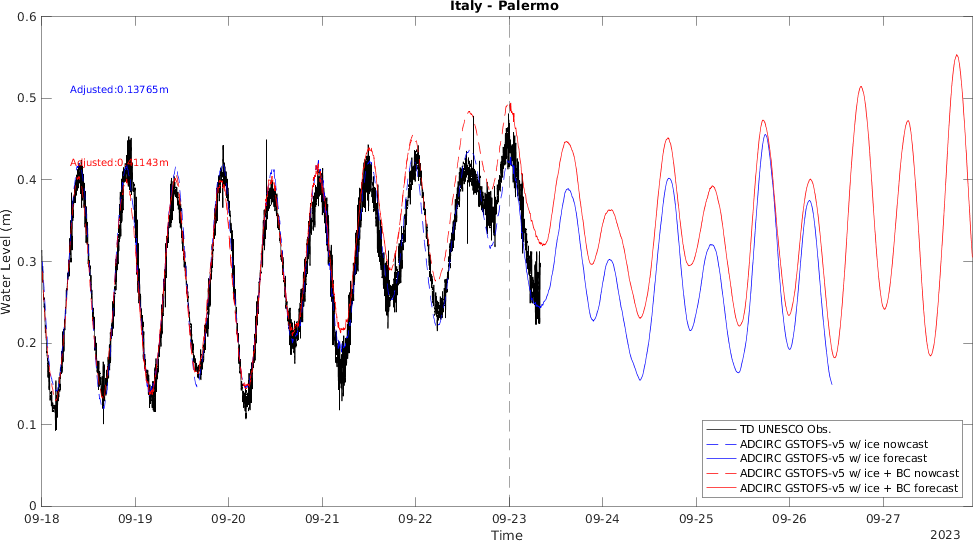 Italy - Palermo
0.6
0.5
0.4
0.3
0.2
0.1
0
Water Level (m)
Adjusted:0.13765m
Adjusted:0.41143m
TD UNESCO Obs.
ADCIRC GSTOFS-v5 w/ ice nowcast
ADCIRC GSTOFS-v5 w/ ice forecast
ADCIRC GSTOFS-v5 w/ ice + BC nowcast
ADCIRC GSTOFS-v5 w/ ice + BC forecast
09-18 09-19 09-20 09-21 09-22 09-23 09-24 09-25 09-26 09-27
Time
2023